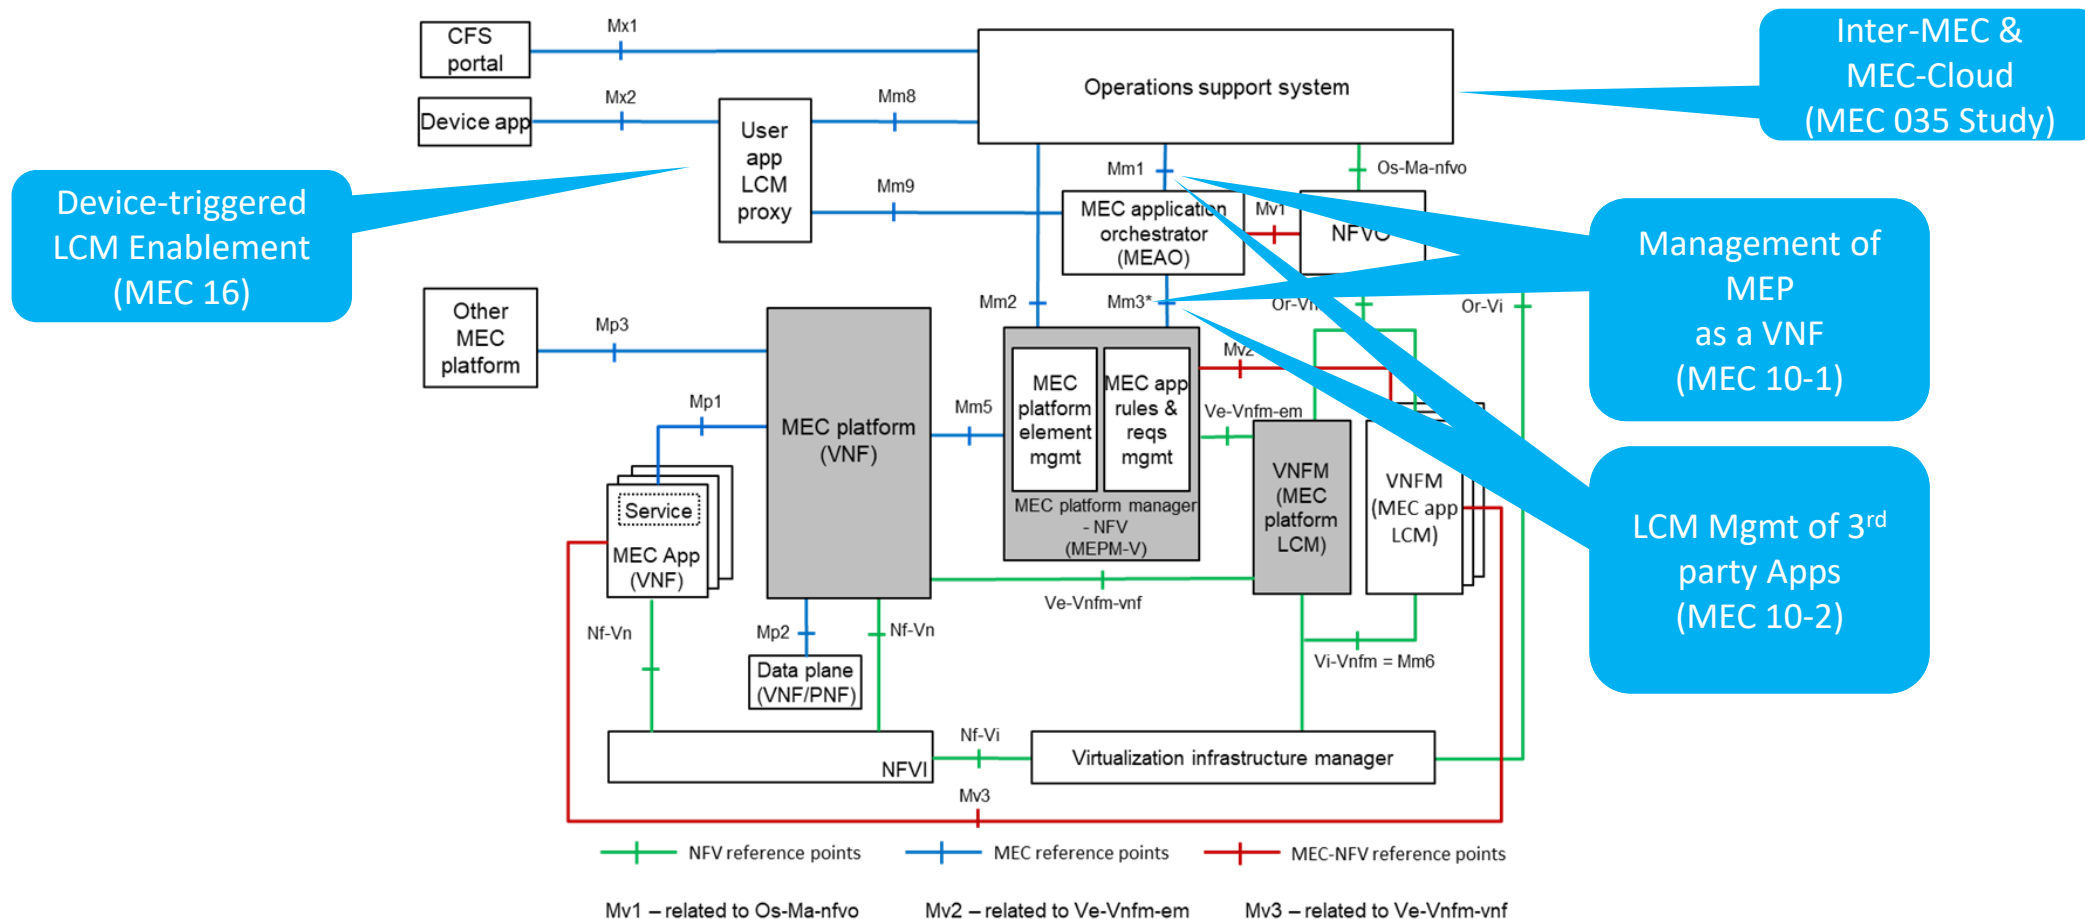 CFS
portal
Mx1
Operations support system
Inter-MEC &
MEC-Cloud
(MEC 035 Study)
Device app
Mx2
User
app
LCM
proxy
Mm8
Mm9
Mm1
Os-Ma-nfvo
Device-triggered
LCM Enablement
(MEC 16)
MEC application
orchestrator
(MEAO)
Mv1
NFVO
Management of
MEP
as a VNF
(MEC 10-1)
Other
MEC
platform
Mp3
Mm2
Mm3*
Or-Vi
Mv2
MEC platform
(VNF)
Mp1
Mm5
MEC
platform
element
mgmt
MEC app
rules &
reqs
mgmt
MEC platform manager
- NFV
(MEPM-V)
Ve-Vnfm-em
VNFM
(MEC
platform
LCM)
VNFM
(MEC app
LCM)
LCM Mgmt of 3rd
party Apps
(MEC 10-2)
Service
MEC App
(VNF)
Ve-Vnfm-vnf
Nf-Vn
Mp2
Nf-Vn
Data plane
(VNF/PNF)
Vi-Vnfm = Mm6
NFVI
Nf-Vi
Virtualization infrastructure manager
Mv3
NFV reference points
MEC reference points
MEC-NFV reference points
Mv1 – related to Os-Ma-nfvo
Mv2 – related to Ve-Vnfm-em
Mv3 – related to Ve-Vnfm-vnf